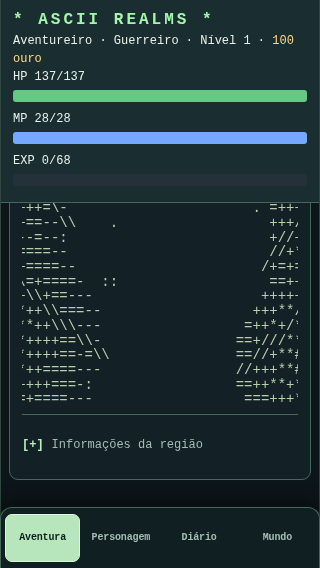 * ASCII REALMS *
Aventureiro · Guerreiro · Nível 1 · 100
ouro
HP 137/137
MP 28/28
EXP 0/68
[+] Informações da região
Aventura Personagem Diário Mundo